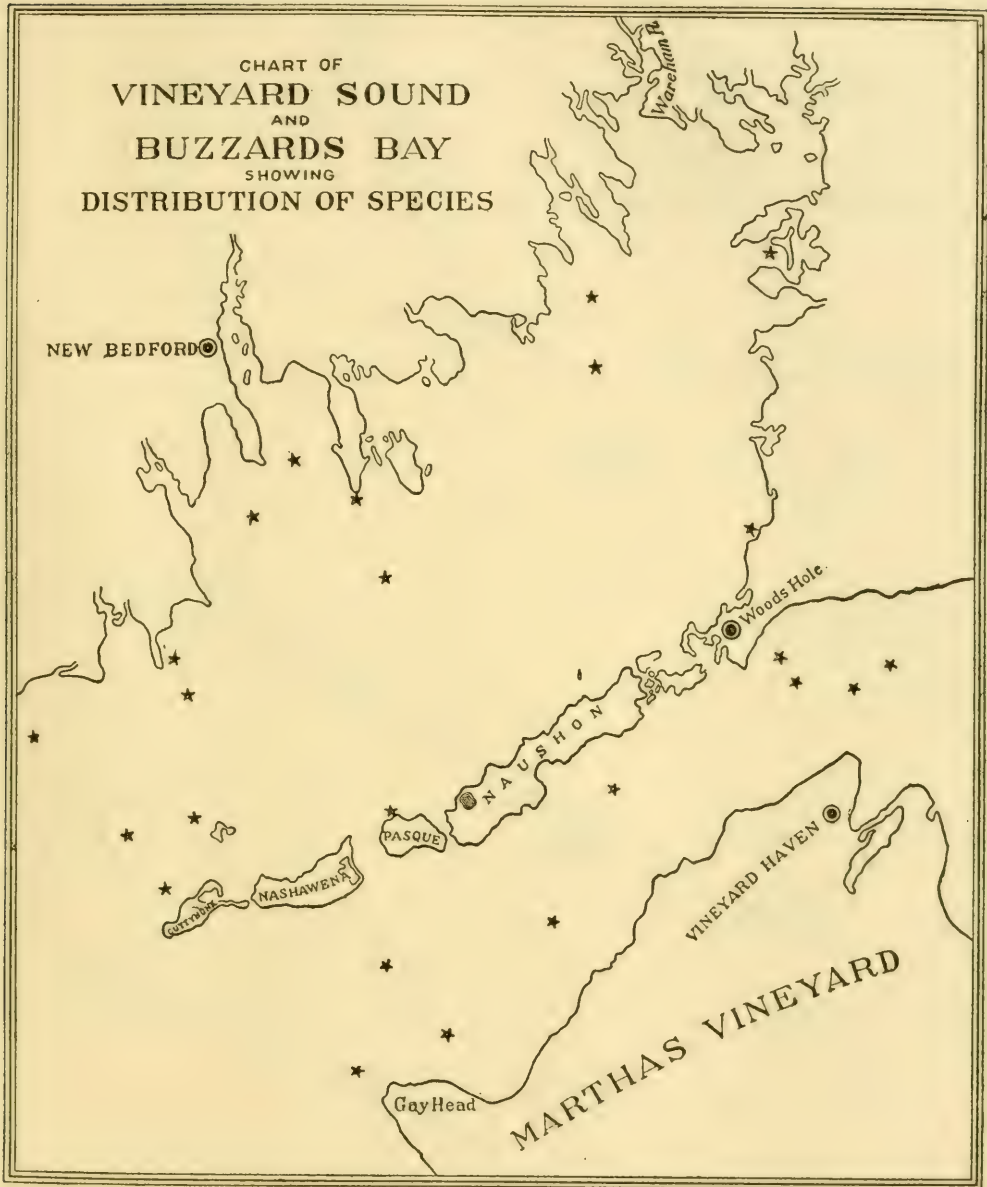 CHART OF
VINEYARD SOUND
AND
BUZZARDS BAY
SHOWING
DISTRIBUTION OF SPECIES
Wareham R.
NEW BEDFORD
Woods Hole
NAUSHON
PASQUE
NASHAWENA
CUTTYHUNK
VINEYARD HAVEN
MARTHAS VINEYARD
Gay Head